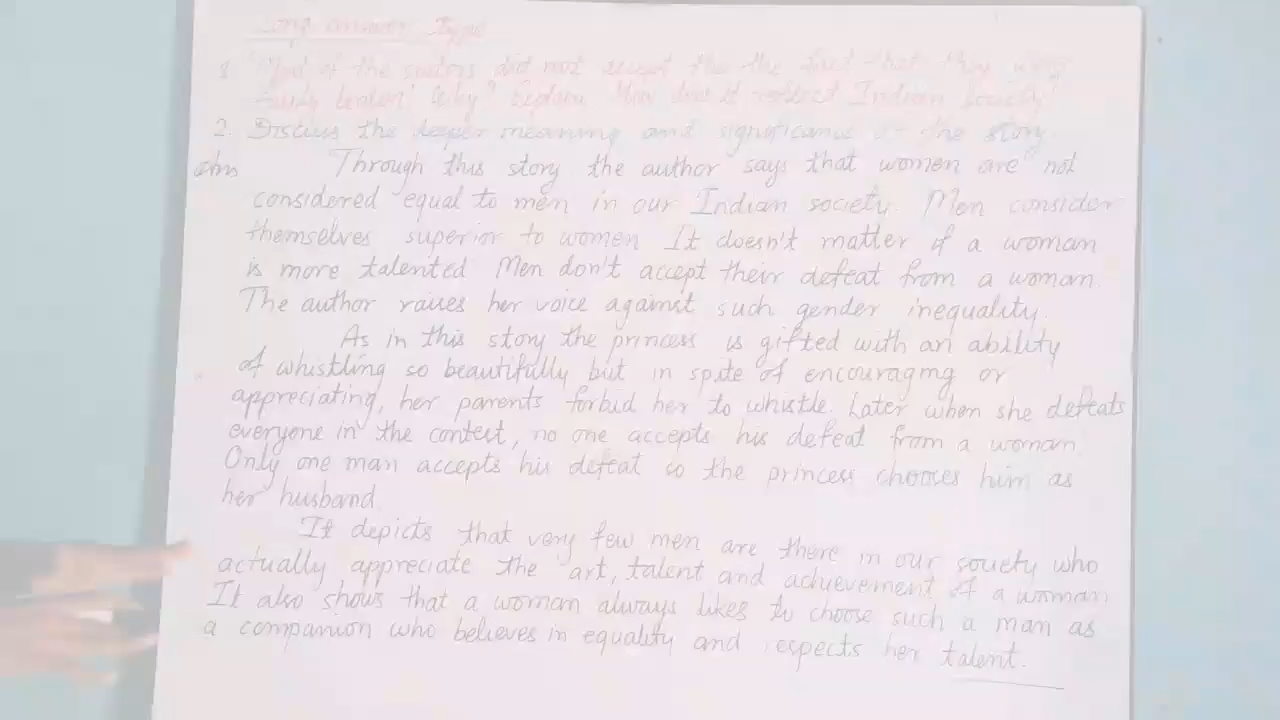 Long answer Type
1. "Most of the suitors did not accept the the fact that they were
fairly beaten" Why? Explain. How does it reflect Indian society?
2. Discuss the deeper meaning and significance of the story.
Ans Through this story the author says that women are not
considered equal to men in our Indian society. Men consider
themselves superior to women It doesn't matter if a woman
is more talented Men don't accept their defeat from a woman.
The author raises her voice against such gender inequality.
As in this story the princess is gifted with an ability
of whistling so beautifully but in spite of encouraging or
appreciating, her parents forbid her to whistle. Later when she defeats
everyone in the contest, no one accepts his defeat from a woman.
Only one man accepts his defeat so the princess chooses him as
her husband.
It depicts that very few men are there in our society who
actually appreciate the art, talent and achievement of a woman
It also shows that a woman always likes to choose such a man as
a companion who believes in equality and respects her talent.